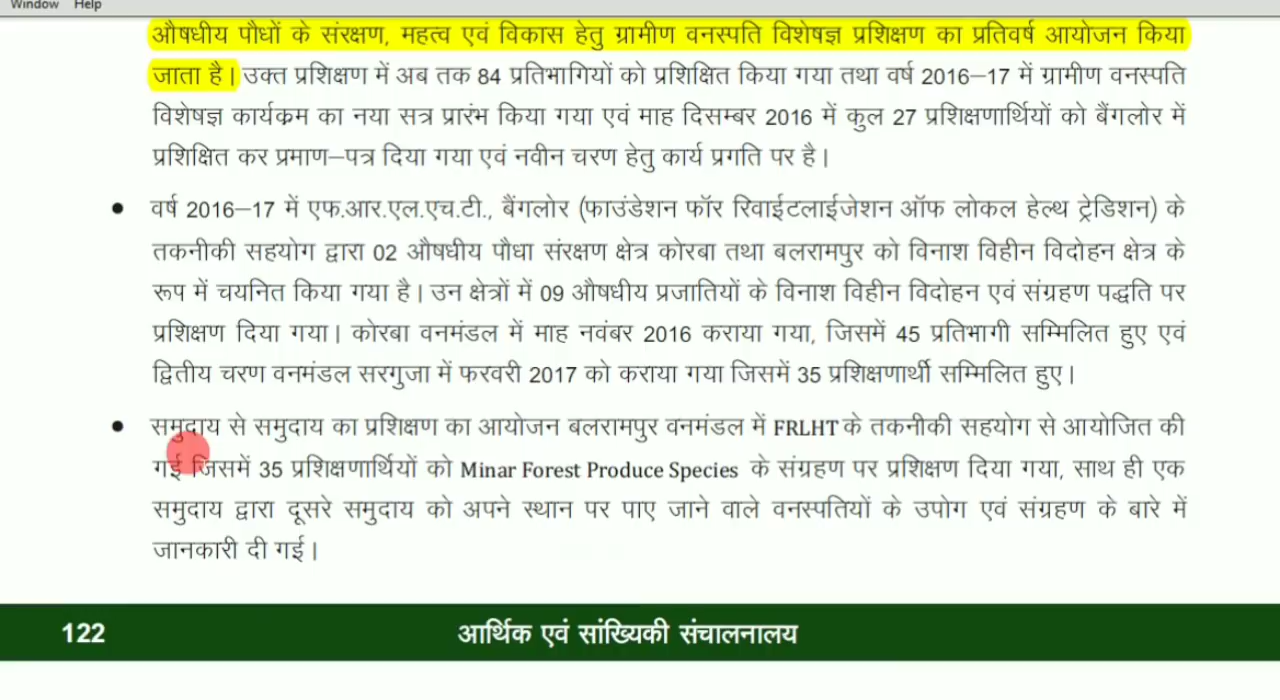 Window Help
औषधीय पौधों के संरक्षण, महत्व एवं विकास हेतु ग्रामीण वनस्पति विशेषज्ञ प्रशिक्षण का प्रतिवर्ष आयोजन किया
जाता है। उक्त प्रशिक्षण में अब तक 84 प्रतिभागियों को प्रशिक्षित किया गया तथा वर्ष 2016–17 में ग्रामीण वनस्पति
विशेषज्ञ कार्यक्रम का नया सत्र प्रारंभ किया गया एवं माह दिसम्बर 2016 में कुल 27 प्रशिक्षणार्थियों को बैंगलोर में
प्रशिक्षित कर प्रमाण–पत्र दिया गया एवं नवीन चरण हेतु कार्य प्रगति पर है।
• वर्ष 2016–17 में एफ.आर.एल.एच.टी., बैंगलोर (फाउंडेशन फॉर रिवाईटलाईजेशन ऑफ लोकल हेल्थ ट्रेडिशन) के
तकनीकी सहयोग द्वारा 02 औषधीय पौधा संरक्षण क्षेत्र कोरबा तथा बलरामपुर को विनाश विहीन विदोहन क्षेत्र के
रूप में चयनित किया गया है। उन क्षेत्रों में 09 औषधीय प्रजातियों के विनाश विहीन विदोहन एवं संग्रहण पद्धति पर
प्रशिक्षण दिया गया। कोरबा वनमंडल में माह नवंबर 2016 कराया गया, जिसमें 45 प्रतिभागी सम्मिलित हुए एवं
द्वितीय चरण वनमंडल सरगुजा में फरवरी 2017 को कराया गया जिसमें 35 प्रशिक्षणार्थी सम्मिलित हुए।
• समुदाय से समुदाय का प्रशिक्षण का आयोजन बलरामपुर वनमंडल में FRLHT के तकनीकी सहयोग से आयोजित की
गई जिसमें 35 प्रशिक्षणार्थियों को Minar Forest Produce Species के संग्रहण पर प्रशिक्षण दिया गया, साथ ही एक
समुदाय द्वारा दूसरे समुदाय को अपने स्थान पर पाए जाने वाले वनस्पतियों के उपोग एवं संग्रहण के बारे में
जानकारी दी गई।
122 आर्थिक एवं सांख्यिकी संचालनालय